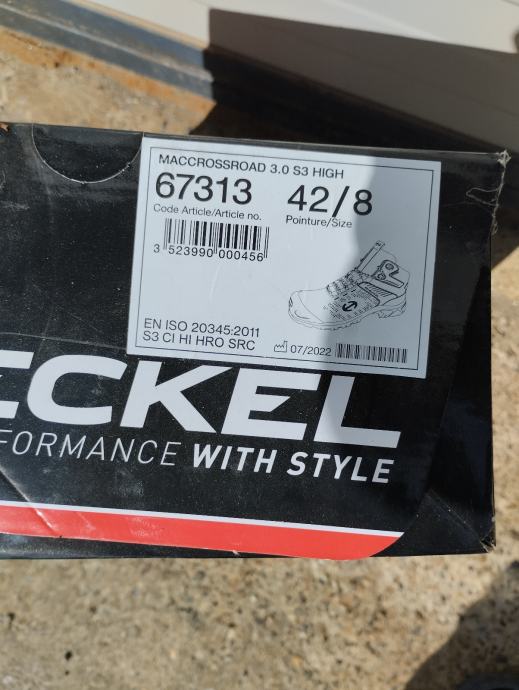 MACCROSSROAD 3.0 S3 HIGH
67313 42/8
Code Article/Article no. Pointure/Size
3 523990 000456
EN ISO 20345:2011
S3 CI HI HRO SRC 07/2022
ECKEL
FORMANCE WITH STYLE